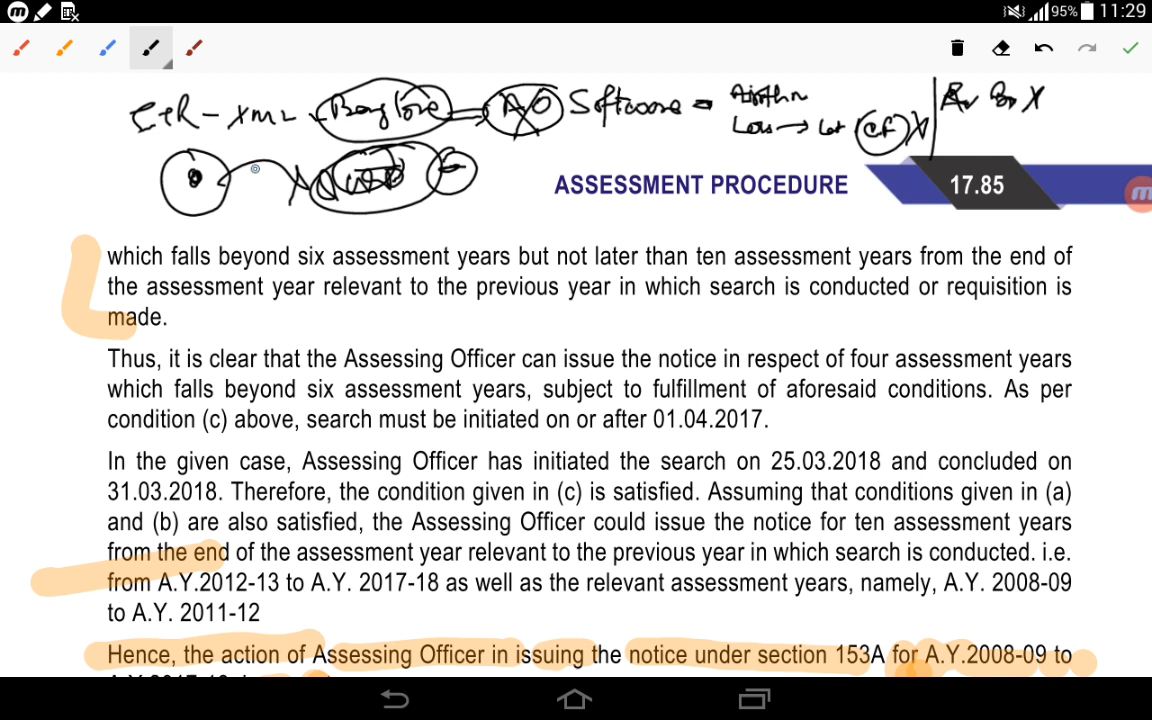 95% 11:29
ITR - XML Banglore A/O Software - Arithm
Loss → Let CF
ASSESSMENT PROCEDURE 17.85
which falls beyond six assessment years but not later than ten assessment years from the end of
the assessment year relevant to the previous year in which search is conducted or requisition is
made.
Thus, it is clear that the Assessing Officer can issue the notice in respect of four assessment years
which falls beyond six assessment years, subject to fulfillment of aforesaid conditions. As per
condition (c) above, search must be initiated on or after 01.04.2017.
In the given case, Assessing Officer has initiated the search on 25.03.2018 and concluded on
31.03.2018. Therefore, the condition given in (c) is satisfied. Assuming that conditions given in (a)
and (b) are also satisfied, the Assessing Officer could issue the notice for ten assessment years
from the end of the assessment year relevant to the previous year in which search is conducted. i.e.
from A.Y.2012-13 to A.Y. 2017-18 as well as the relevant assessment years, namely, A.Y. 2008-09
to A.Y. 2011-12
Hence, the action of Assessing Officer in issuing the notice under section 153A for A.Y.2008-09 to